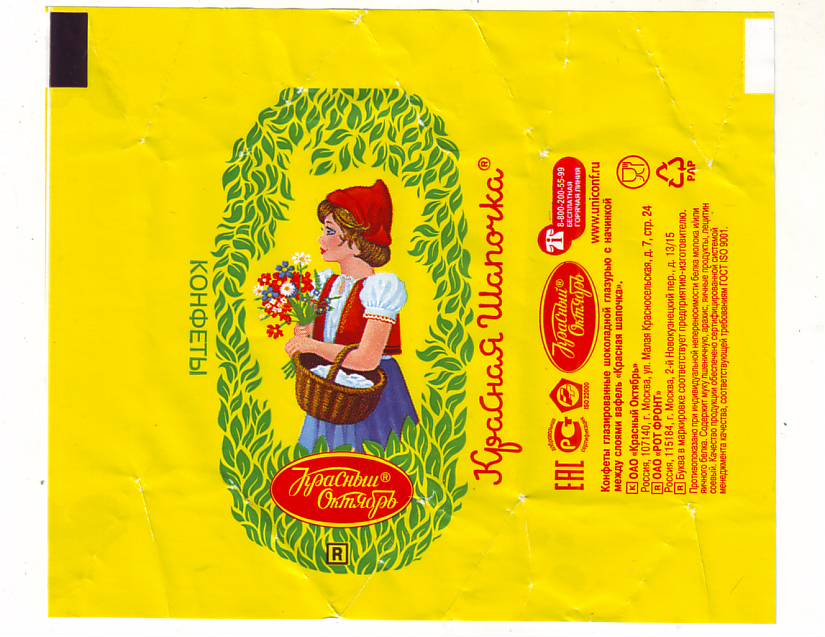 КОНФЕТЫ
Красный®
Октябрь
R
Красная Шапочка®
8-800-200-55-99
БЕСПЛАТНАЯ
ГОРЯЧАЯ ЛИНИЯ
www.uniconf.ru
Красный®
Октябрь
ISO 22000
EAC
РСТ
PAP
Конфеты глазированные шоколадной глазурью с начинкой
между слоями вафель «Красная шапочка».
К ОАО «Красный Октябрь»
Россия, 107140, г. Москва, ул. Малая Красносельская, д. 7, стр. 24
R ОАО «РОТ ФРОНТ»
Россия, 115184, г. Москва, 2-й Новокузнецкий пер., д. 13/15
R Буква в маркировке соответствует предприятию-изготовителю.
Противопоказано при индивидуальной непереносимости белка молока и/или
яичного белка. Содержит муку пшеничную, арахис, яичные продукты, лецитин
соевый. Качество продукции обеспечено сертифицированной системой
менеджмента качества, соответствующей требованиям ГОСТ ISO 9001.